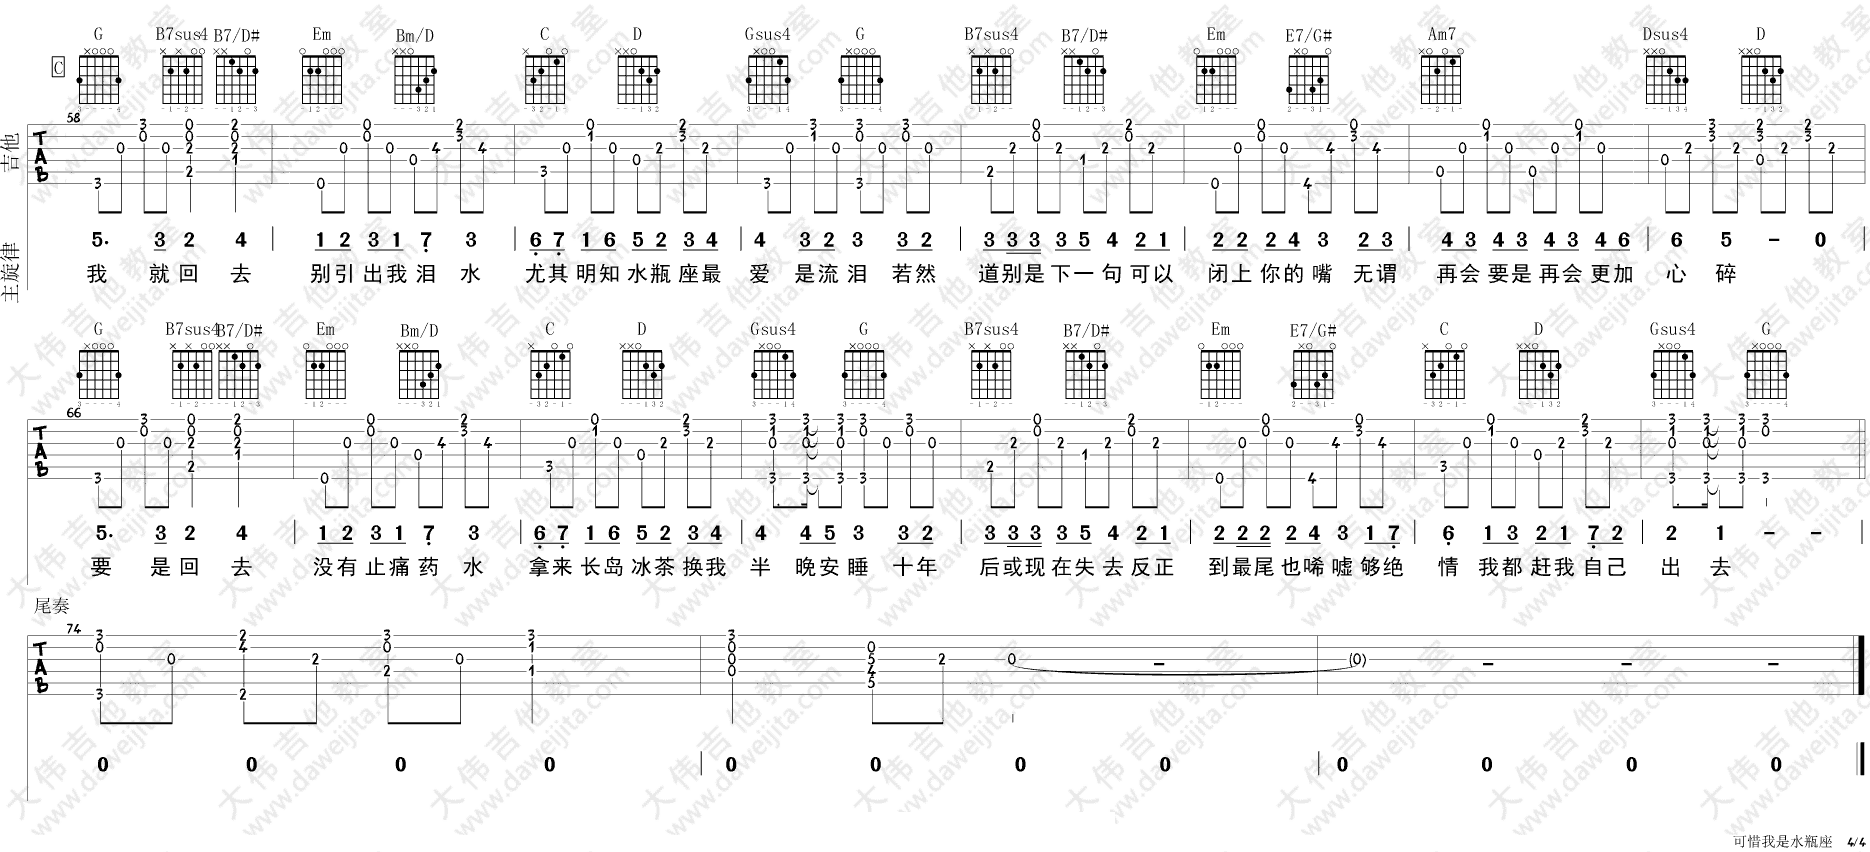 G B7sus4 B7/D# Em Bm/D C D Gsus4 G B7sus4 B7/D# Em E7/G# Am7 Dsus4 D
C
58
吉他
TAB
主旋律
5. 3 2 4 | 1 2 3 1 7 3 | 6 7 1 6 5 2 3 4 | 4 3 2 3 3 2 | 3 3 3 3 5 4 2 1 | 2 2 2 4 3 2 3 | 4 3 4 3 4 3 4 6 | 6 5 - 0 |
我 就回 去 别引出我泪 水 尤其明知水瓶座最 爱 是流泪 若然 道别是下一句可以 闭上你的嘴 无谓 再会要是再会更加 心 碎
G B7sus4 B7/D# Em Bm/D C D Gsus4 G B7sus4 B7/D# Em E7/G# C D Gsus4 G
66
TAB
5. 3 2 4 | 1 2 3 1 7 3 | 6 7 1 6 5 2 3 4 | 4 4 5 3 3 2 | 3 3 3 3 5 4 2 1 | 2 2 2 2 4 3 1 7 | 6 1 3 2 1 7 2 | 2 1 - - |
要 是回 去 没有止痛药 水 拿来长岛冰茶换我 半 晚安睡 十年 后或现在失去反正 到最尾也唏嘘够绝 情 我都赶我自己 出 去
尾奏
74
TAB
0 0 0 0 | 0 0 0 0 | 0 0 0 0
大伟吉他教室
www.daweijita.com
可惜我是水瓶座 4/4